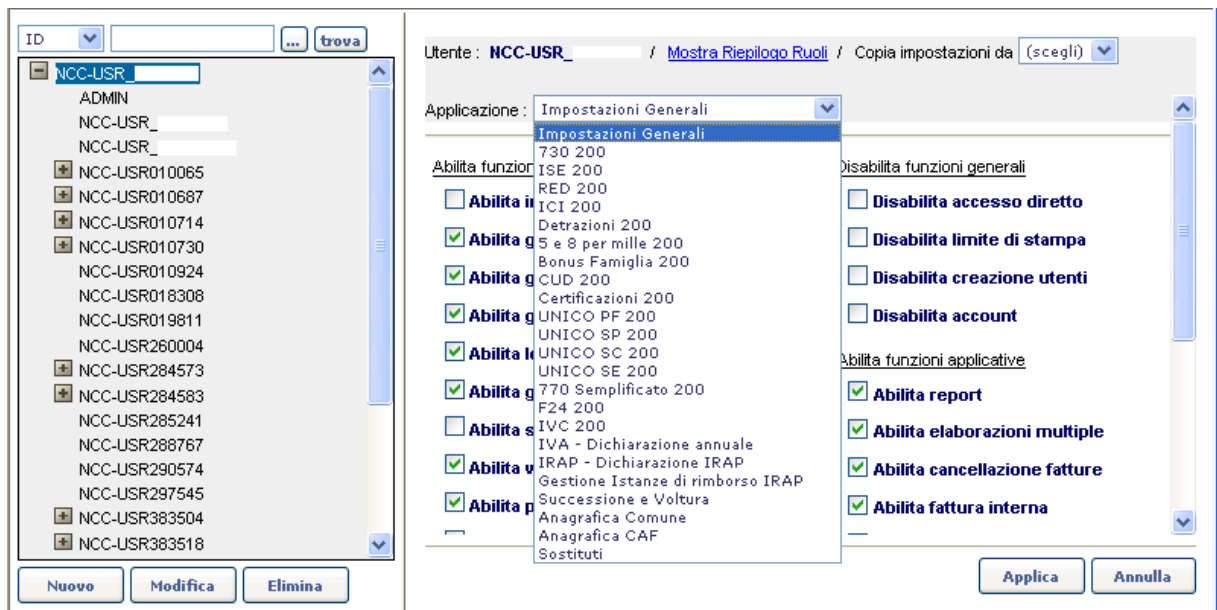 ID ... trova
NCC-USR_
ADMIN
NCC-USR_
NCC-USR_
NCC-USR010065
NCC-USR010687
NCC-USR010714
NCC-USR010730
NCC-USR010924
NCC-USR018308
NCC-USR019811
NCC-USR260004
NCC-USR284573
NCC-USR284583
NCC-USR285241
NCC-USR288767
NCC-USR290574
NCC-USR297545
NCC-USR383504
NCC-USR383518
Nuovo Modifica Elimina
Utente : NCC-USR_ / Mostra Riepilogo Ruoli / Copia impostazioni da (scegli)
Applicazione : Impostazioni Generali
Impostazioni Generali
730 200
ISE 200
RED 200
ICI 200
Detrazioni 200
5 e 8 per mille 200
Bonus Famiglia 200
CUD 200
Certificazioni 200
UNICO PF 200
UNICO SP 200
UNICO SC 200
UNICO SE 200
770 Semplificato 200
F24 200
IVC 200
IVA - Dichiarazione annuale
IRAP - Dichiarazione IRAP
Gestione Istanze di rimborso IRAP
Successione e Voltura
Anagrafica Comune
Anagrafica CAF
Sostituti
Abilita
Abilita
Abilita
Abilita
Abilita
Abilita
Abilita
Abilita
Abilita
Abilita
Disabilita funzioni generali
Disabilita accesso diretto
Disabilita limite di stampa
Disabilita creazione utenti
Disabilita account
Abilita funzioni applicative
Abilita report
Abilita elaborazioni multiple
Abilita cancellazione fatture
Abilita fattura interna
Applica Annulla